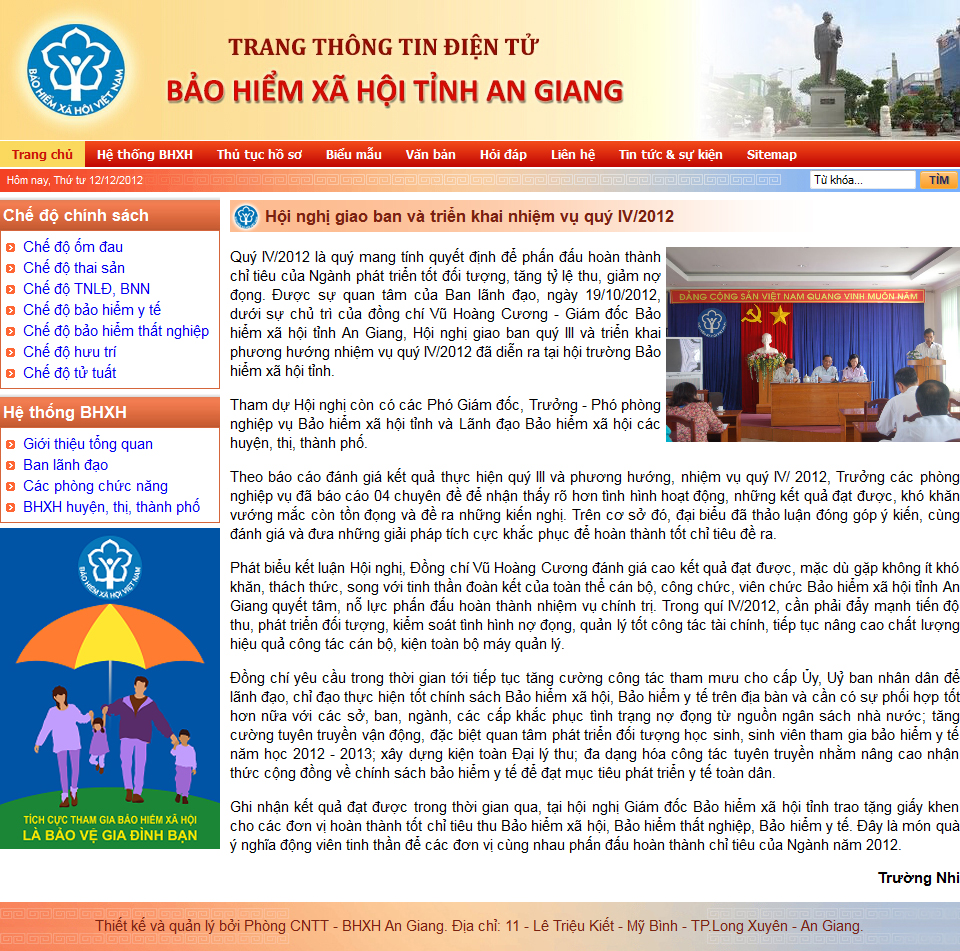 BẢO HIỂM XÃ HỘI VIỆT NAM
TRANG THÔNG TIN ĐIỆN TỬ
BẢO HIỂM XÃ HỘI TỈNH AN GIANG
Trang chủ Hệ thống BHXH Thủ tục hồ sơ Biểu mẫu Văn bản Hỏi đáp Liên hệ Tin tức & sự kiện Sitemap
Hôm nay, Thứ tư 12/12/2012
Từ khóa...
TÌM
Chế độ chính sách
Chế độ ốm đau
Chế độ thai sản
Chế độ TNLĐ, BNN
Chế độ bảo hiểm y tế
Chế độ bảo hiểm thất nghiệp
Chế độ hưu trí
Chế độ tử tuất
Hệ thống BHXH
Giới thiệu tổng quan
Ban lãnh đạo
Các phòng chức năng
BHXH huyện, thị, thành phố
BẢO HIỂM XÃ HỘI VIỆT NAM
TÍCH CỰC THAM GIA BẢO HIỂM XÃ HỘI
LÀ BẢO VỆ GIA ĐÌNH BẠN
Hội nghị giao ban và triển khai nhiệm vụ quý IV/2012
Quý IV/2012 là quý mang tính quyết định để phấn đấu hoàn thành
chỉ tiêu của Ngành phát triển tốt đối tượng, tăng tỷ lệ thu, giảm nợ
đọng. Được sự quan tâm của Ban lãnh đạo, ngày 19/10/2012,
dưới sự chủ trì của đồng chí Vũ Hoàng Cương - Giám đốc Bảo
hiểm xã hội tỉnh An Giang, Hội nghị giao ban quý III và triển khai
phương hướng nhiệm vụ quý IV/2012 đã diễn ra tại hội trường Bảo
hiểm xã hội tỉnh.
ĐẢNG CỘNG SẢN VIỆT NAM QUANG VINH MUÔN NĂM
Tham dự Hội nghị còn có các Phó Giám đốc, Trưởng - Phó phòng
nghiệp vụ Bảo hiểm xã hội tỉnh và Lãnh đạo Bảo hiểm xã hội các
huyện, thị, thành phố.
Theo báo cáo đánh giá kết quả thực hiện quý III và phương hướng, nhiệm vụ quý IV/ 2012, Trưởng các phòng
nghiệp vụ đã báo cáo 04 chuyên đề để nhận thấy rõ hơn tình hình hoạt động, những kết quả đạt được, khó khăn
vướng mắc còn tồn đọng và đề ra những kiến nghị. Trên cơ sở đó, đại biểu đã thảo luận đóng góp ý kiến, cùng
đánh giá và đưa những giải pháp tích cực khắc phục để hoàn thành tốt chỉ tiêu đề ra.
Phát biểu kết luận Hội nghị, Đồng chí Vũ Hoàng Cương đánh giá cao kết quả đạt được, mặc dù gặp không ít khó
khăn, thách thức, song với tinh thần đoàn kết của toàn thể cán bộ, công chức, viên chức Bảo hiểm xã hội tỉnh An
Giang quyết tâm, nỗ lực phấn đấu hoàn thành nhiệm vụ chính trị. Trong quí IV/2012, cần phải đẩy mạnh tiến độ
thu, phát triển đối tượng, kiểm soát tình hình nợ đọng, quản lý tốt công tác tài chính, tiếp tục nâng cao chất lượng
hiệu quả công tác cán bộ, kiện toàn bộ máy quản lý.
Đồng chí yêu cầu trong thời gian tới tiếp tục tăng cường công tác tham mưu cho cấp Ủy, Uỷ ban nhân dân để
lãnh đạo, chỉ đạo thực hiện tốt chính sách Bảo hiểm xã hội, Bảo hiểm y tế trên địa bàn và cần có sự phối hợp tốt
hơn nữa với các sở, ban, ngành, các cấp khắc phục tình trạng nợ đọng từ nguồn ngân sách nhà nước; tăng
cường tuyên truyền vận động, đặc biệt quan tâm phát triển đối tượng học sinh, sinh viên tham gia bảo hiểm y tế
năm học 2012 - 2013; xây dựng kiện toàn Đại lý thu; đa dạng hóa công tác tuyên truyền nhằm nâng cao nhận
thức cộng đồng về chính sách bảo hiểm y tế để đạt mục tiêu phát triển y tế toàn dân.
Ghi nhận kết quả đạt được trong thời gian qua, tại hội nghị Giám đốc Bảo hiểm xã hội tỉnh trao tặng giấy khen
cho các đơn vị hoàn thành tốt chỉ tiêu thu Bảo hiểm xã hội, Bảo hiểm thất nghiệp, Bảo hiểm y tế. Đây là món quà
ý nghĩa động viên tinh thần để các đơn vị cùng nhau phấn đấu hoàn thành chỉ tiêu của Ngành năm 2012.
Trường Nhi
Thiết kế và quản lý bởi Phòng CNTT - BHXH An Giang. Địa chỉ: 11 - Lê Triệu Kiết - Mỹ Bình - TP.Long Xuyên - An Giang.